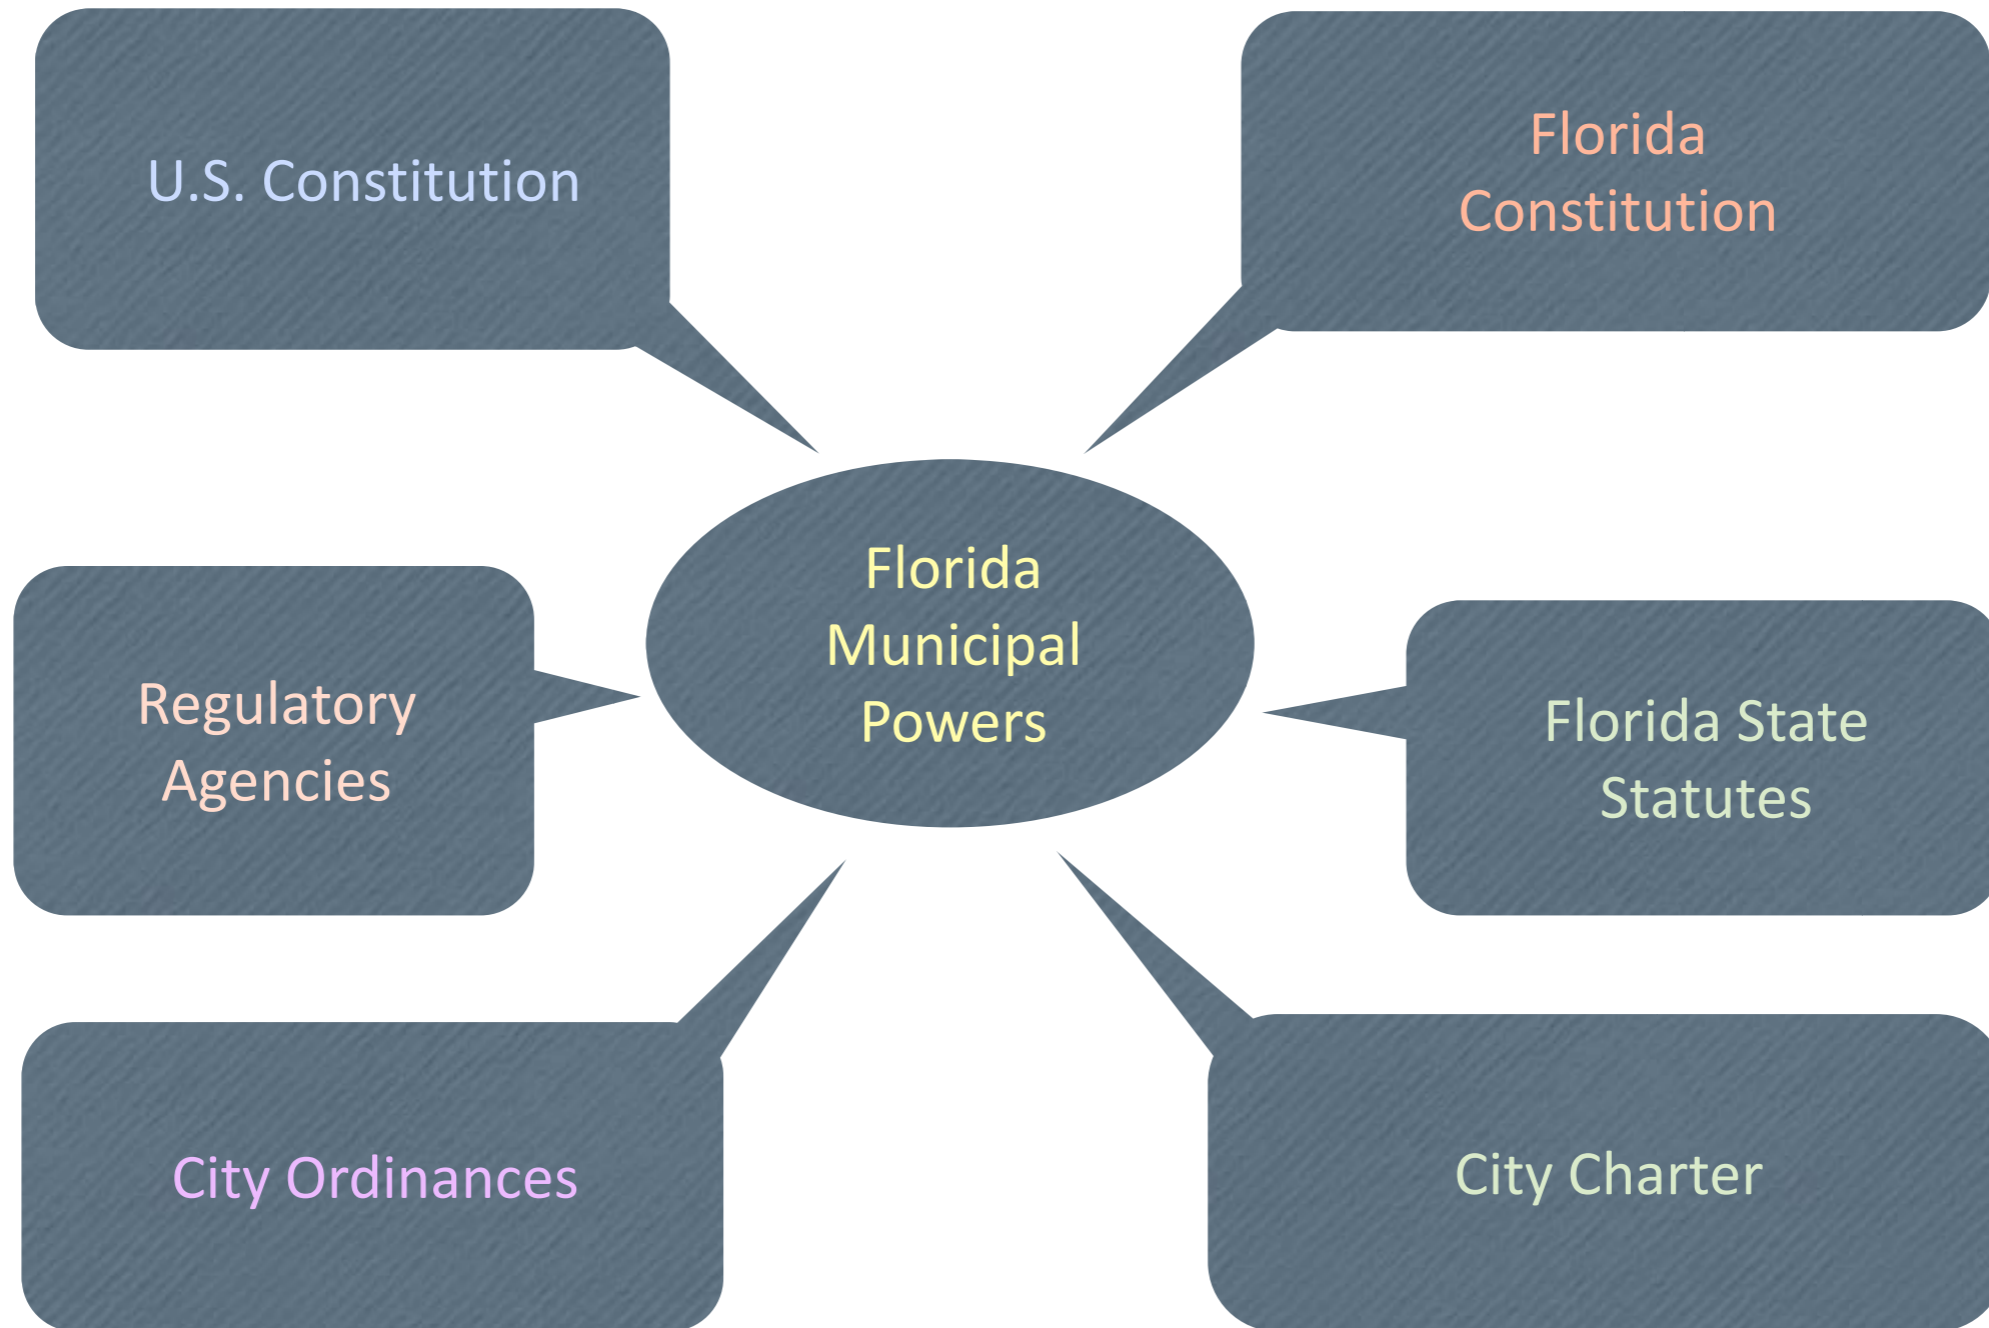 U.S. Constitution
Florida
Constitution
Florida
Municipal
Powers
Regulatory
Agencies
Florida State
Statutes
City Ordinances
City Charter